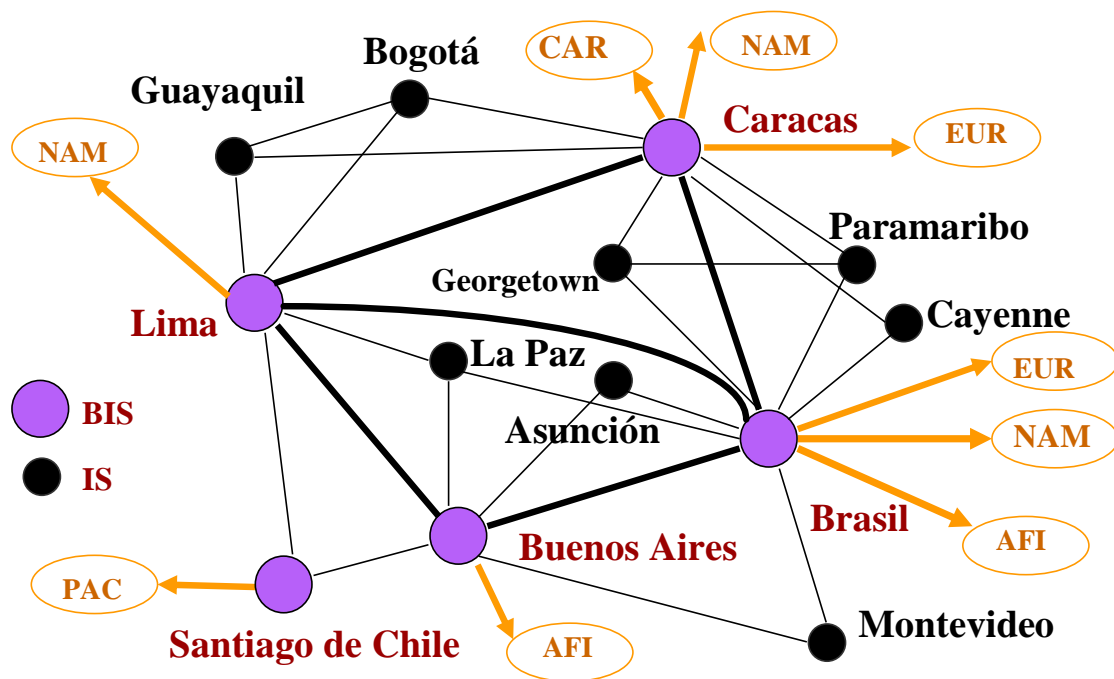 CAR
NAM
Bogotá
Guayaquil
Caracas
EUR
NAM
Paramaribo
Georgetown
Lima
Cayenne
La Paz
EUR
BIS
Asunción
NAM
IS
Brasil
Buenos Aires
AFI
PAC
Santiago de Chile
AFI
Montevideo